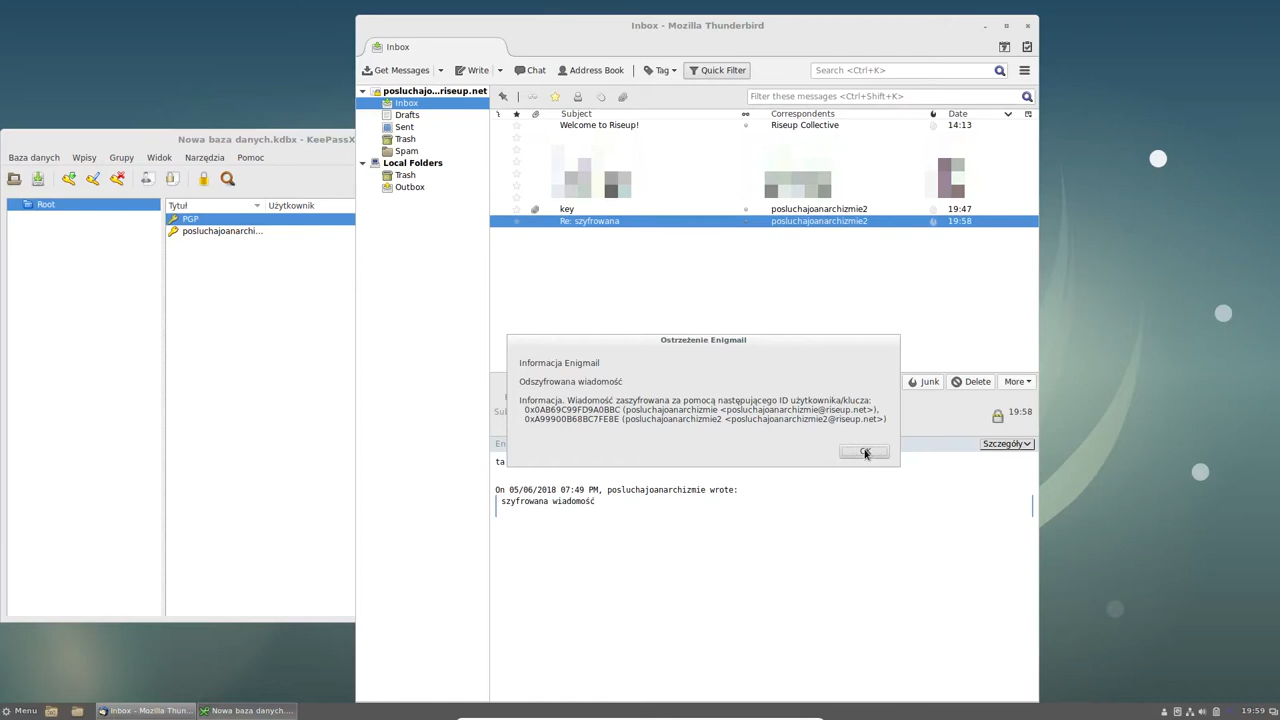 Inbox - Mozilla Thunderbird
Inbox
Get Messages
Write
Chat
Address Book
Tag
Quick Filter
Search <Ctrl+K>
posluchajo...riseup.net
Inbox
Drafts
Sent
Trash
Spam
Local Folders
Trash
Outbox
Filter these messages <Ctrl+Shift+K>
Subject Correspondents Date
Welcome to Riseup! Riseup Collective 14:13
key posluchajoanarchizmie2 19:47
Re: szyfrowana posluchajoanarchizmie2 19:58
Nowa baza danych.kdbx - KeePassX
Baza danych Wpisy Grupy Widok Narzędzia Pomoc
Root
Tytuł Użytkownik
PGP
posluchajoanarchi...
Ostrzeżenie Enigmail
Informacja Enigmail
Odszyfrowana wiadomość
Informacja. Wiadomość zaszyfrowana za pomocą następującego ID użytkownika/klucza:
0x0AB69C99FD9A0BBC (posluchajoanarchizmie <posluchajoanarchizmie@riseup.net>),
0xA99900B68BC7FE8E (posluchajoanarchizmie2 <posluchajoanarchizmie2@riseup.net>)
Junk Delete More
19:58
Szczegóły
ta
On 05/06/2018 07:49 PM, posluchajoanarchizmie wrote:
szyfrowana wiadomość
Menu
Inbox - Mozilla Thun...
Nowa baza danych....
19:59